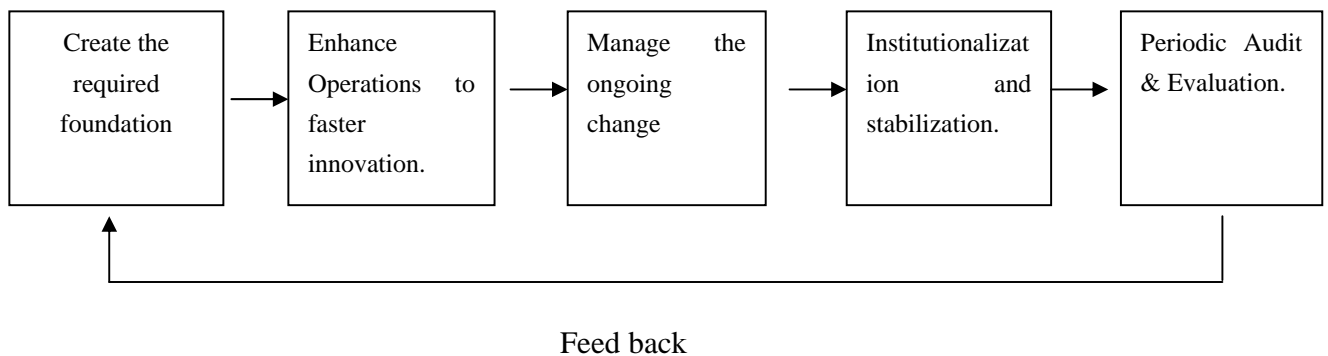 Create the
required
foundation
Enhance
Operations to
faster
innovation.
Manage the
ongoing
change
Institutionalizat
ion and
stabilization.
Periodic Audit
& Evaluation.
Feed back